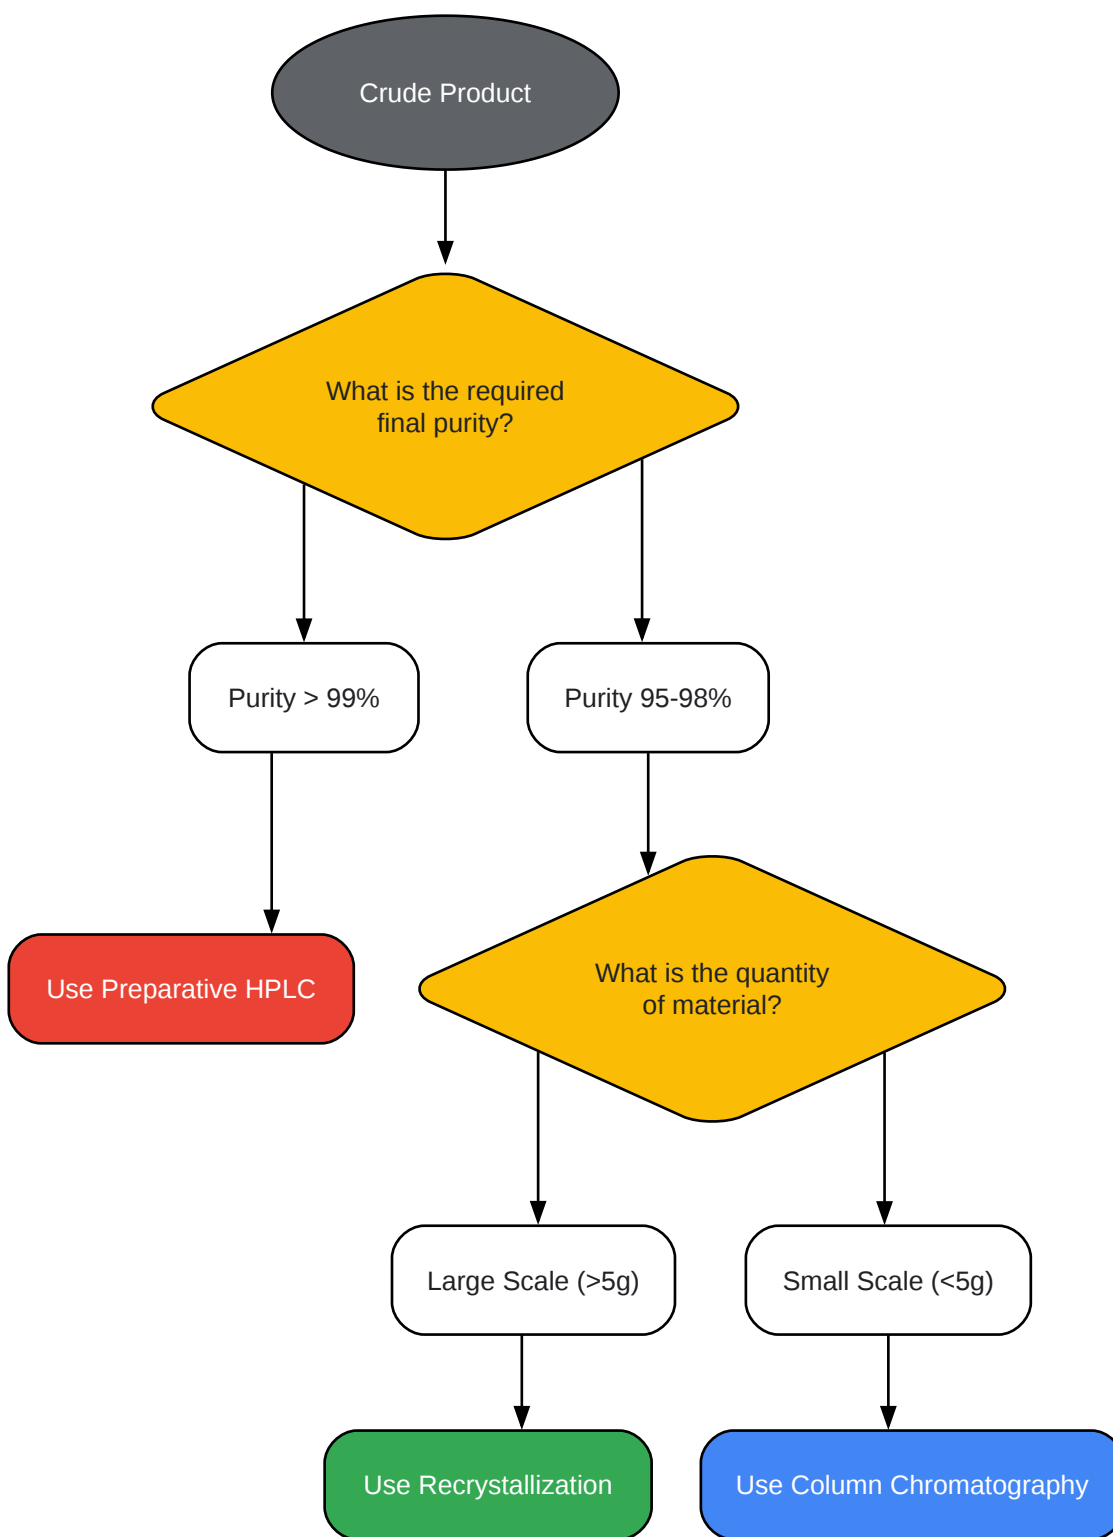 Crude Product
What is the required
final purity?
Purity > 99%
Purity 95-98%
Use Preparative HPLC
What is the quantity
of material?
Large Scale (>5g)
Small Scale (<5g)
Use Recrystallization
Use Column Chromatography